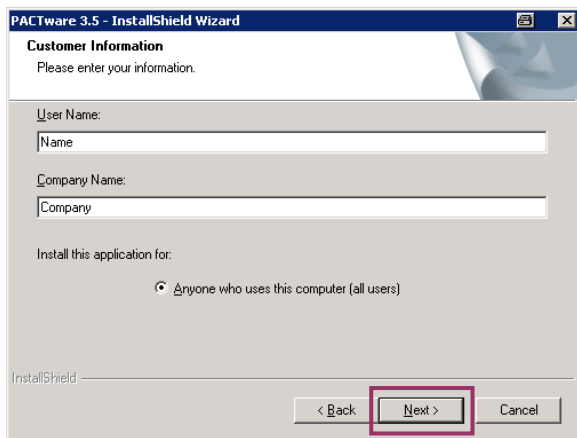 PACTware 3.5 - InstallShield Wizard
Customer Information
Please enter your information.
User Name:
Name
Company Name:
Company
Install this application for:
Anyone who uses this computer (all users)
InstallShield
< Back Next > Cancel